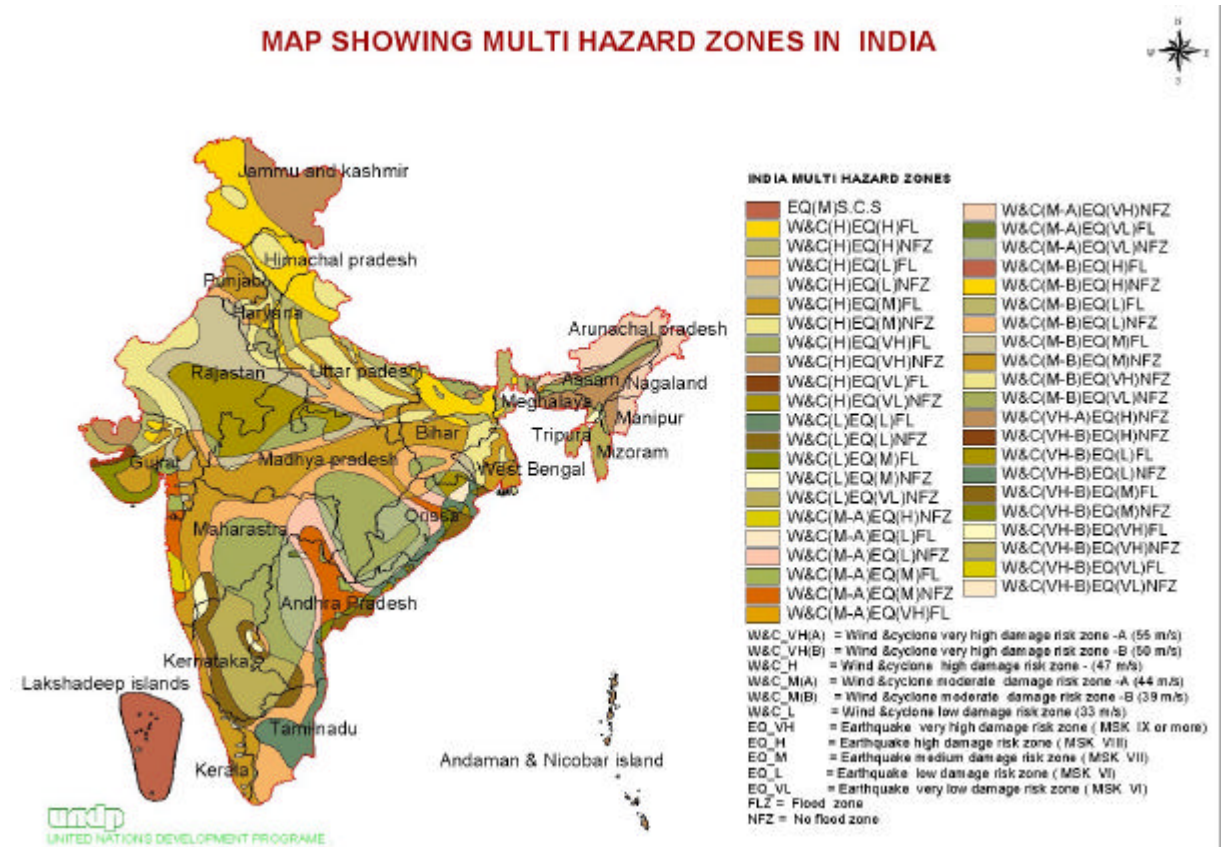 MAP SHOWING MULTI HAZARD ZONES IN INDIA
N
W
S
Jammu and kashmir
Himachal pradesh
Punjab
Haryana
Arunachal pradesh
Rajastan
Uttar padesh
Assam
Nagaland
Meghalaya
Manipur
Bihar
Tripura
Mizoram
Gujrat
Madhya pradesh
West Bengal
Maharastra
Orissa
Andhra Pradesh
Kernataka
Lakshadeep islands
Tamilnadu
Andaman & Nicobar island
Kerala
undp
UNITED NATIONS DEVELOPMENT PROGRAME
INDIA MULTI HAZARD ZONES
EQ(M)S.C.S
W&C(H)EQ(H)FL
W&C(H)EQ(H)NFZ
W&C(H)EQ(L)FL
W&C(H)EQ(L)NFZ
W&C(H)EQ(M)FL
W&C(H)EQ(M)NFZ
W&C(H)EQ(VH)FL
W&C(H)EQ(VH)NFZ
W&C(H)EQ(VL)FL
W&C(H)EQ(VL)NFZ
W&C(L)EQ(L)FL
W&C(L)EQ(L)NFZ
W&C(L)EQ(M)FL
W&C(L)EQ(M)NFZ
W&C(L)EQ(VL)NFZ
W&C(M-A)EQ(H)NFZ
W&C(M-A)EQ(L)FL
W&C(M-A)EQ(L)NFZ
W&C(M-A)EQ(M)FL
W&C(M-A)EQ(M)NFZ
W&C(M-A)EQ(VH)FL
W&C(M-A)EQ(VH)NFZ
W&C(M-A)EQ(VL)FL
W&C(M-A)EQ(VL)NFZ
W&C(M-B)EQ(H)FL
W&C(M-B)EQ(H)NFZ
W&C(M-B)EQ(L)FL
W&C(M-B)EQ(L)NFZ
W&C(M-B)EQ(M)FL
W&C(M-B)EQ(M)NFZ
W&C(M-B)EQ(VH)NFZ
W&C(M-B)EQ(VL)NFZ
W&C(VH-A)EQ(H)NFZ
W&C(VH-B)EQ(H)NFZ
W&C(VH-B)EQ(L)FL
W&C(VH-B)EQ(L)NFZ
W&C(VH-B)EQ(M)FL
W&C(VH-B)EQ(M)NFZ
W&C(VH-B)EQ(VH)FL
W&C(VH-B)EQ(VH)NFZ
W&C(VH-B)EQ(VL)FL
W&C(VH-B)EQ(VL)NFZ
W&C_VH(A) = Wind &cyclone very high damage risk zone -A (55 m/s)
W&C_VH(B) = Wind &cyclone very high damage risk zone -B (50 m/s)
W&C_H = Wind &cyclone high damage risk zone - (47 m/s)
W&C_M(A) = Wind &cyclone moderate damage risk zone -A (44 m/s)
W&C_M(B) = Wind &cyclone moderate damage risk zone -B (39 m/s)
W&C_L = Wind &cyclone low damage risk zone (33 m/s)
EQ_VH = Earthquake very high damage risk zone ( MSK IX or more)
EQ_H = Earthquake high damage risk zone ( MSK VIII)
EQ_M = Earthquake medium damage risk zone ( MSK VII)
EQ_L = Earthquake low damage risk zone ( MSK VI)
EQ_VL = Earthquake very low damage risk zone ( MSK VI)
FLZ = Flood zone
NFZ = No flood zone